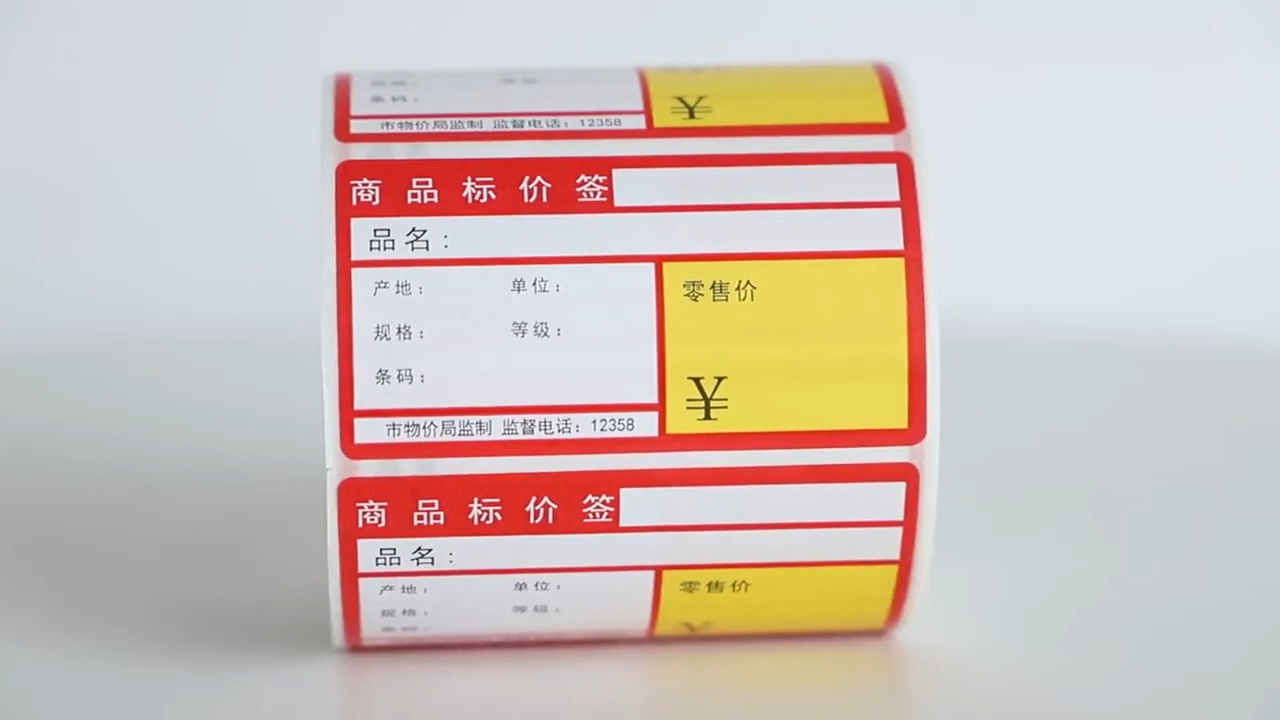 条码：
¥
市物价局监制 监督电话：12358
商品标价签
品名：
产地： 单位：
零售价
规格： 等级：
条码：
¥
市物价局监制 监督电话：12358
商品标价签
品名：
产地： 单位：
零售价
规格： 等级：